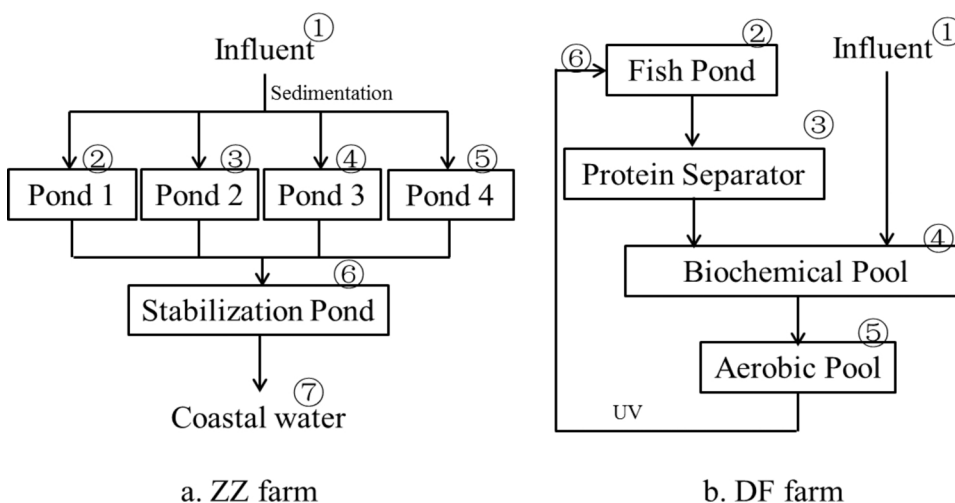 ①
Influent
Sedimentation
② ③ ④ ⑤
Pond 1 Pond 2 Pond 3 Pond 4
⑥
Stabilization Pond
⑦
Coastal water
a. ZZ farm
② ①
⑥ Fish Pond Influent
③
Protein Separator
④
Biochemical Pool
⑤
Aerobic Pool
UV
b. DF farm